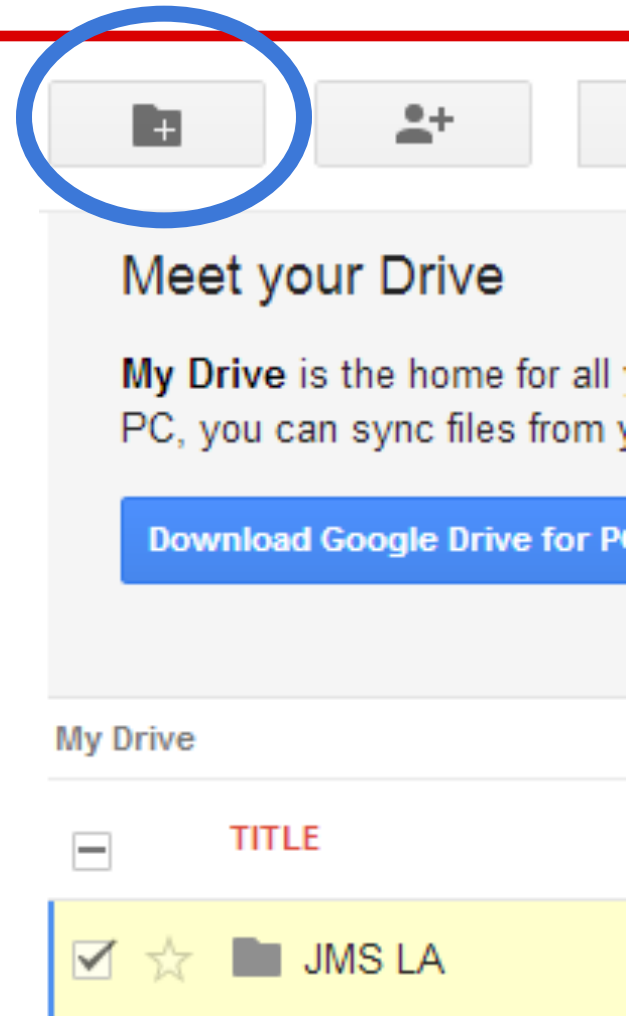 Meet your Drive
My Drive is the home for all
PC, you can sync files from
Download Google Drive for
My Drive
TITLE
JMS LA